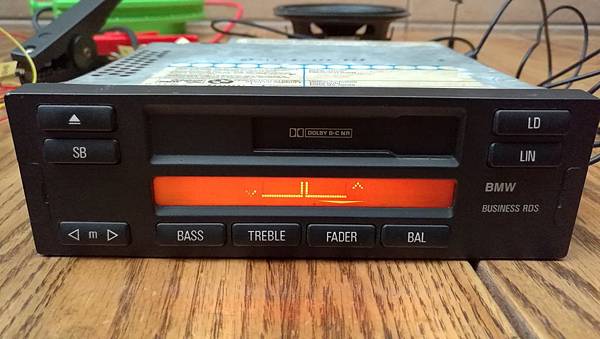 DOLBY B-C NR
LD
SB
LIN
BMW
BUSINESS RDS
m
BASS
TREBLE
FADER
BAL